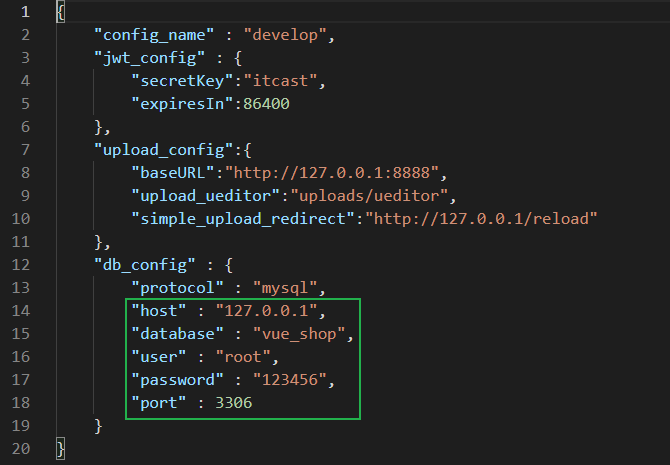 1 {
2 "config_name" : "develop",
3 "jwt_config" : {
4 "secretKey":"itcast",
5 "expiresIn":86400
6 },
7 "upload_config":{
8 "baseURL":"http://127.0.0.1:8888",
9 "upload_ueditor":"uploads/ueditor",
10 "simple_upload_redirect":"http://127.0.0.1/reload"
11 },
12 "db_config" : {
13 "protocol" : "mysql",
14 "host" : "127.0.0.1",
15 "database" : "vue_shop",
16 "user" : "root",
17 "password" : "123456",
18 "port" : 3306
19 }
20 }